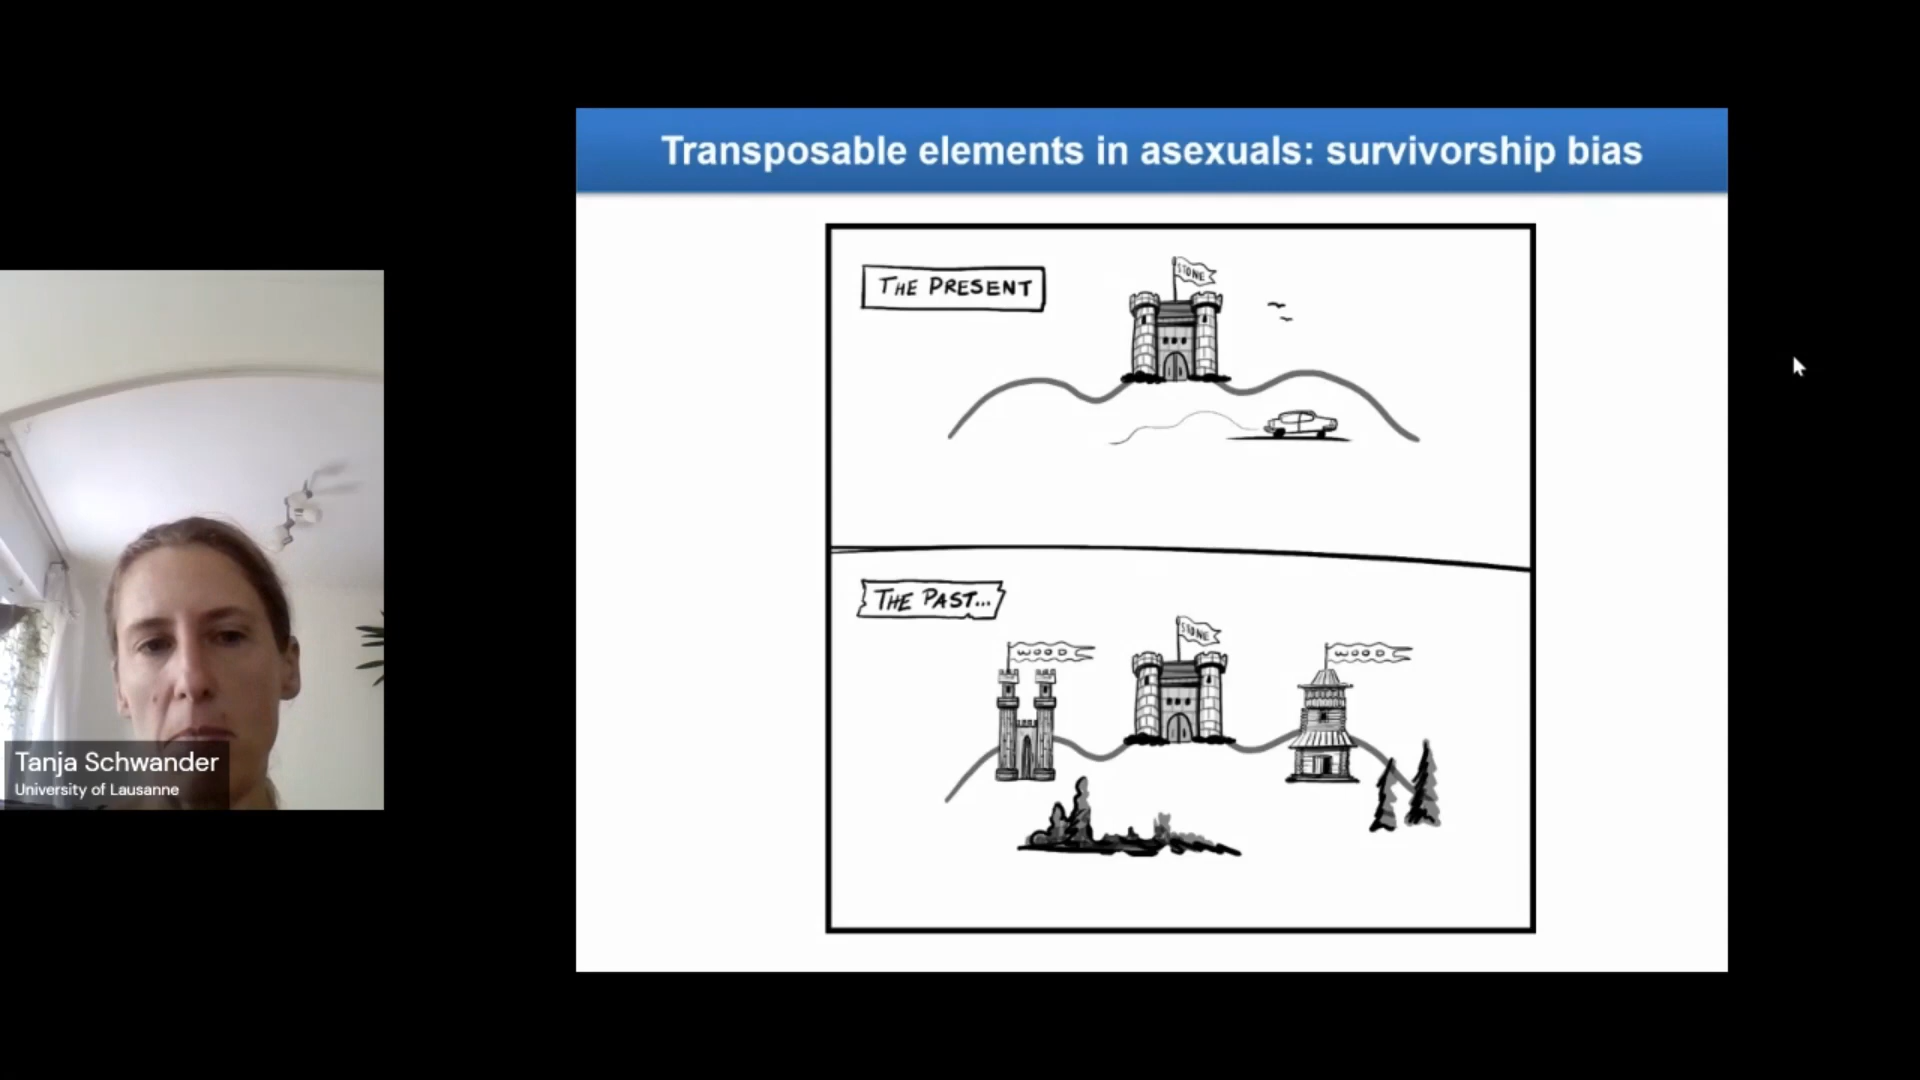 Transposable elements in asexuals: survivorship bias
THE PRESENT
STONE
THE PAST...
WOOD
STONE
WOOD
Tanja Schwander
University of Lausanne